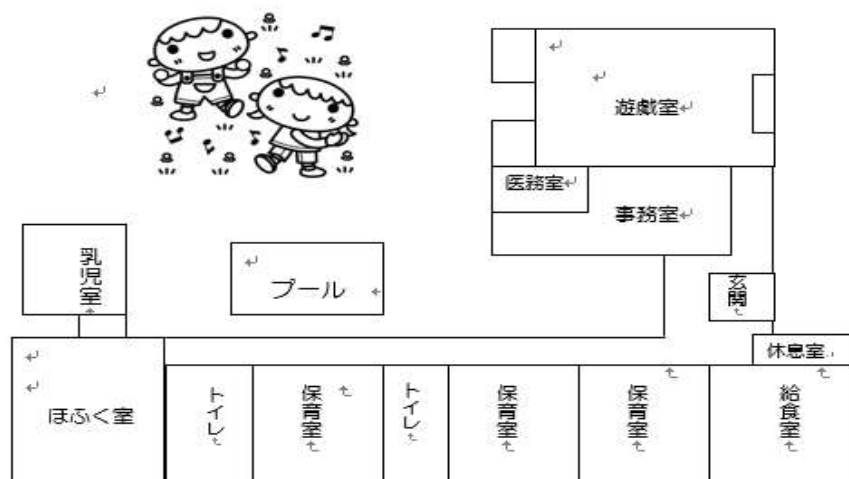 遊戯室
医務室
事務室
乳児室
プール
玄関
休息室
ほふく室
トイレ
保育室
トイレ
保育室
保育室
給食室